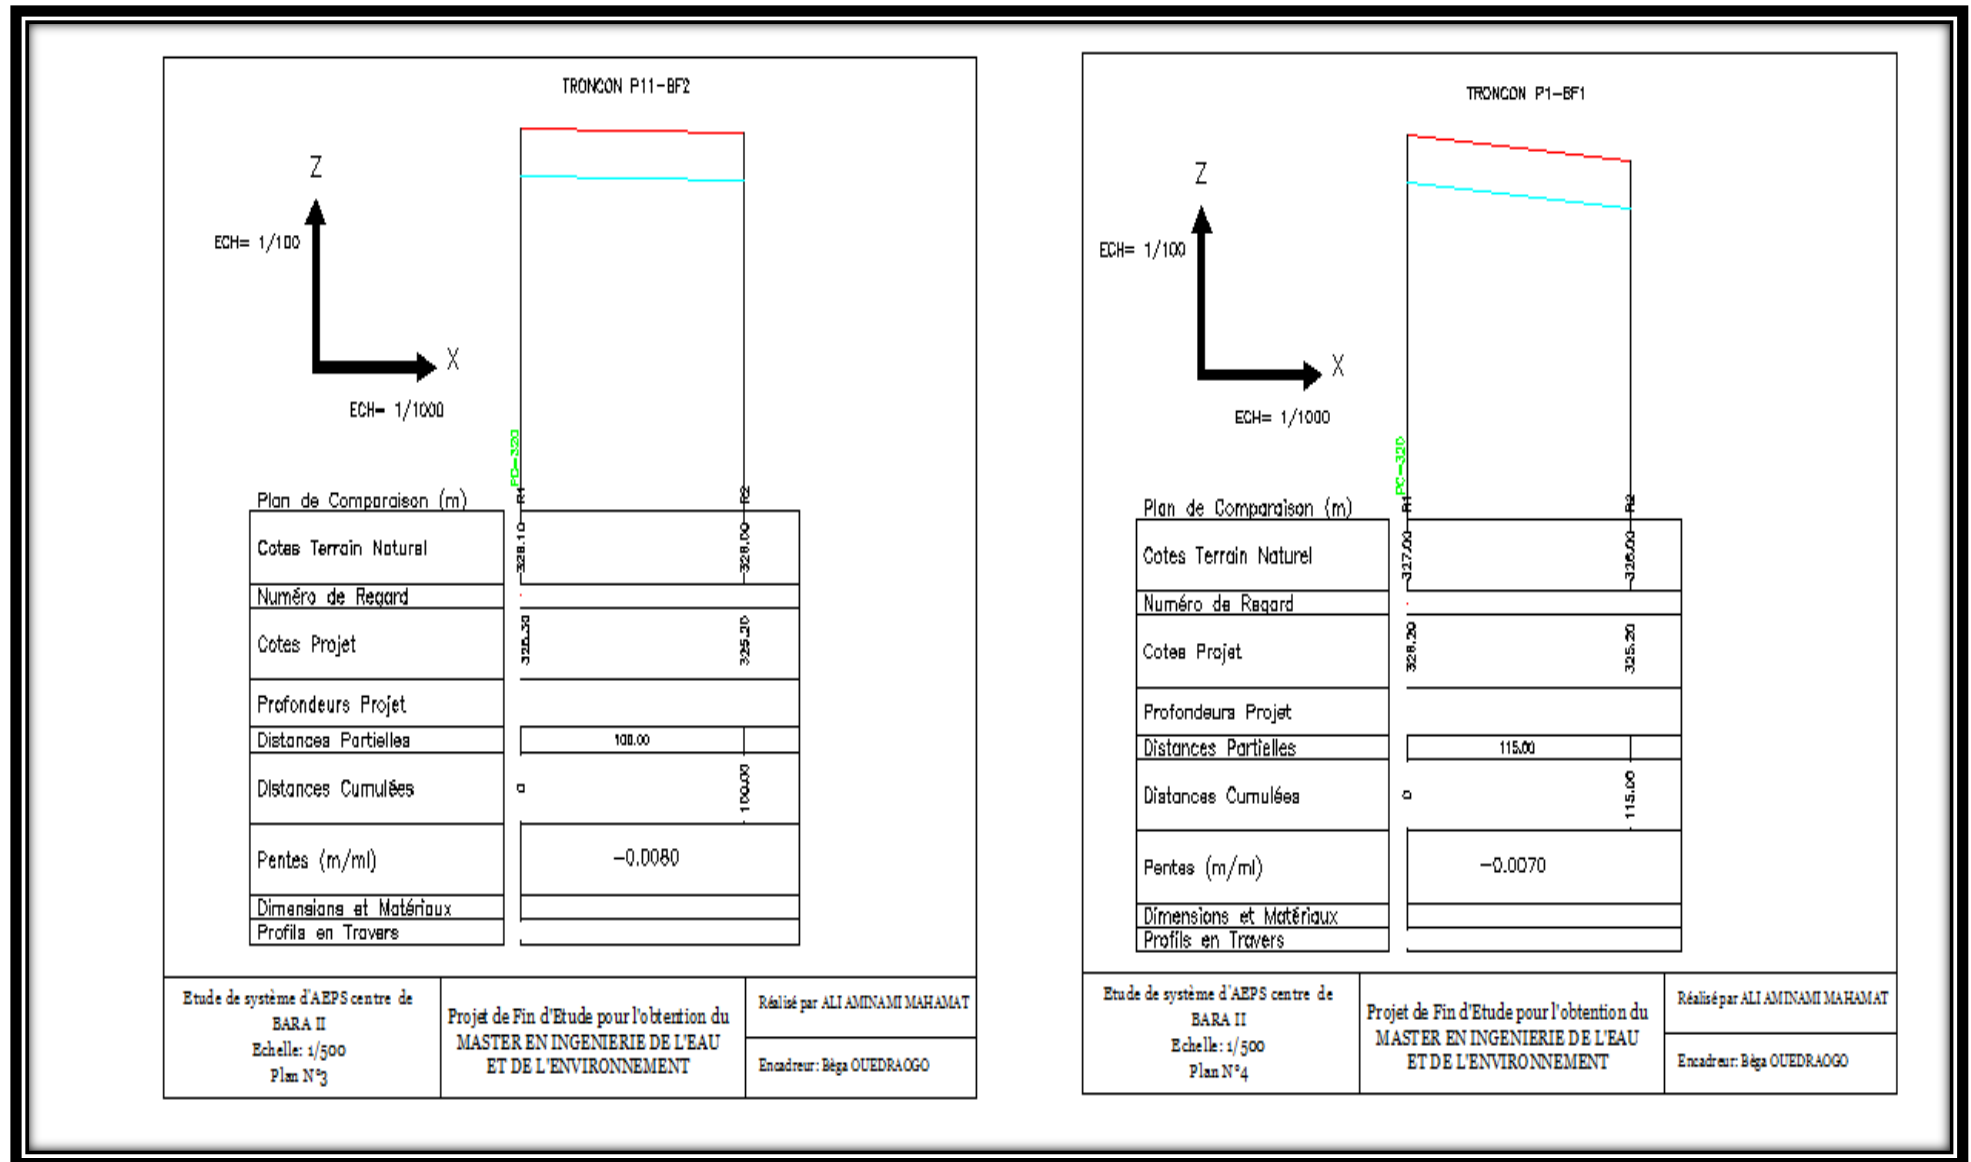 TRONCON P11-BF2
Z
ECH= 1/100
X
ECH= 1/1000
PC=320
Plan de Comparaison (m)
R1
R2
Cotes Terrain Naturel
328.10
328.00
Numéro de Regard
Cotes Projet
325.20
Profondeurs Projet
Distances Partielles
100.00
Distances Cumulées
0
100.00
Pentes (m/ml)
-0.0080
Dimensions et Matériaux
Profils en Travers
Etude de système d'AEPS centre de
BARA II
Echelle: 1/500
Plan N°3
Projet de Fin d'Etude pour l'obtention du
MASTER EN INGENIERIE DE L'EAU
ET DE L'ENVIRONNEMENT
Réalisé par ALI AMINAMI MAHAMAT
Encadreur: Bèga OUEDRAOGO
TRONCON P1-BF1
Z
ECH= 1/100
X
ECH= 1/1000
PC=320
Plan de Comparaison (m)
R1
R2
Cotes Terrain Naturel
327.00
326.00
Numéro de Regard
Cotes Projet
325.20
Profondeurs Projet
Distances Partielles
115.00
Distances Cumulées
0
115.00
Pentes (m/ml)
-0.0070
Dimensions et Matériaux
Profils en Travers
Etude de système d'AEPS centre de
BARA II
Echelle: 1/500
Plan N°4
Projet de Fin d'Etude pour l'obtention du
MASTER EN INGENIERIE DE L'EAU
ET DE L'ENVIRONNEMENT
Réalisé par ALI AMINAMI MAHAMAT
Encadreur: Bèga OUEDRAOGO